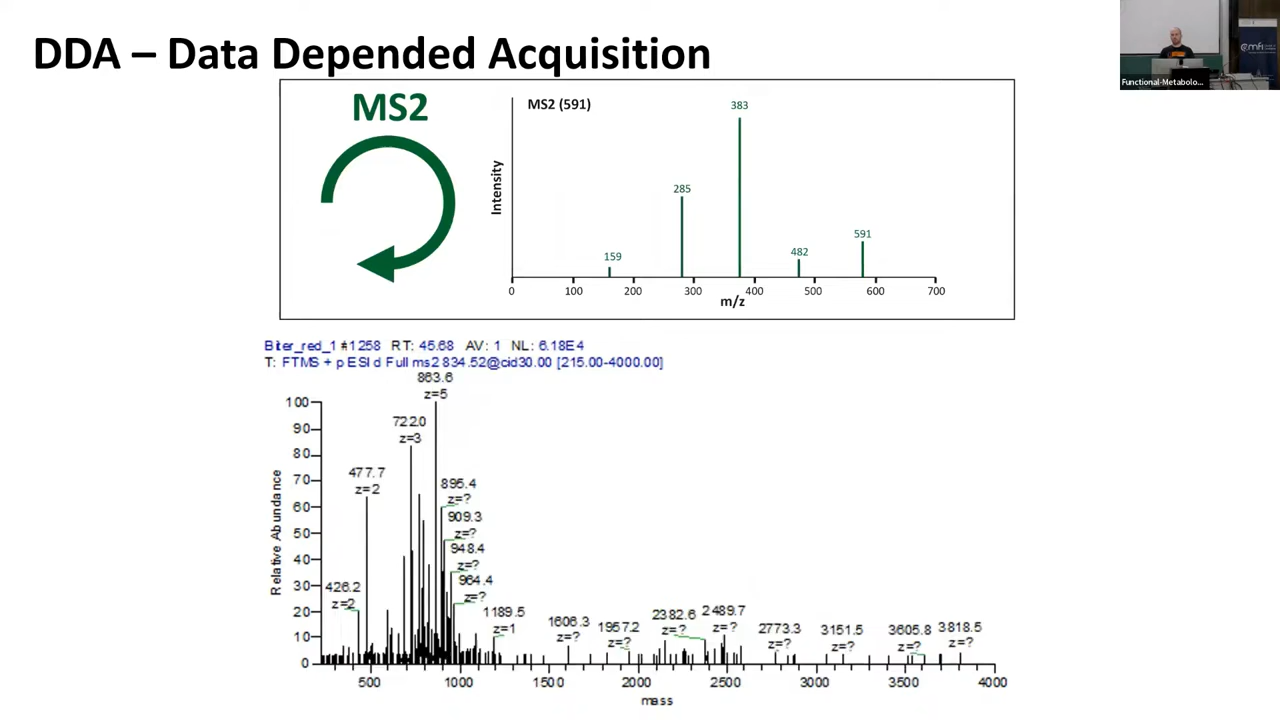 DDA – Data Depended Acquisition
MS2
MS2 (591)
Intensity
383
285
159
482
591
0 100 200 300 400 500 600 700
m/z
Functional-Metabolo...
cmfi
Biter_red_1 #1258 RT: 45.68 AV: 1 NL: 6.18E4
T: FTMS + p ESI d Full ms2 834.52@cid30.00 [215.00-4000.00]
863.6
z=5
722.0
z=3
477.7
z=2
895.4
z=?
909.3
z=?
948.4
z=?
964.4
z=?
426.2
z=2
1189.5
z=1
1606.3
z=?
1957.2
z=?
2382.6
z=?
2489.7
z=?
2773.3
z=?
3151.5
z=?
3605.8
z=?
3818.5
z=?
Relative Abundance
100
90
80
70
60
50
40
30
20
10
0
500 1000 1500 2000 2500 3000 3500 4000
mass